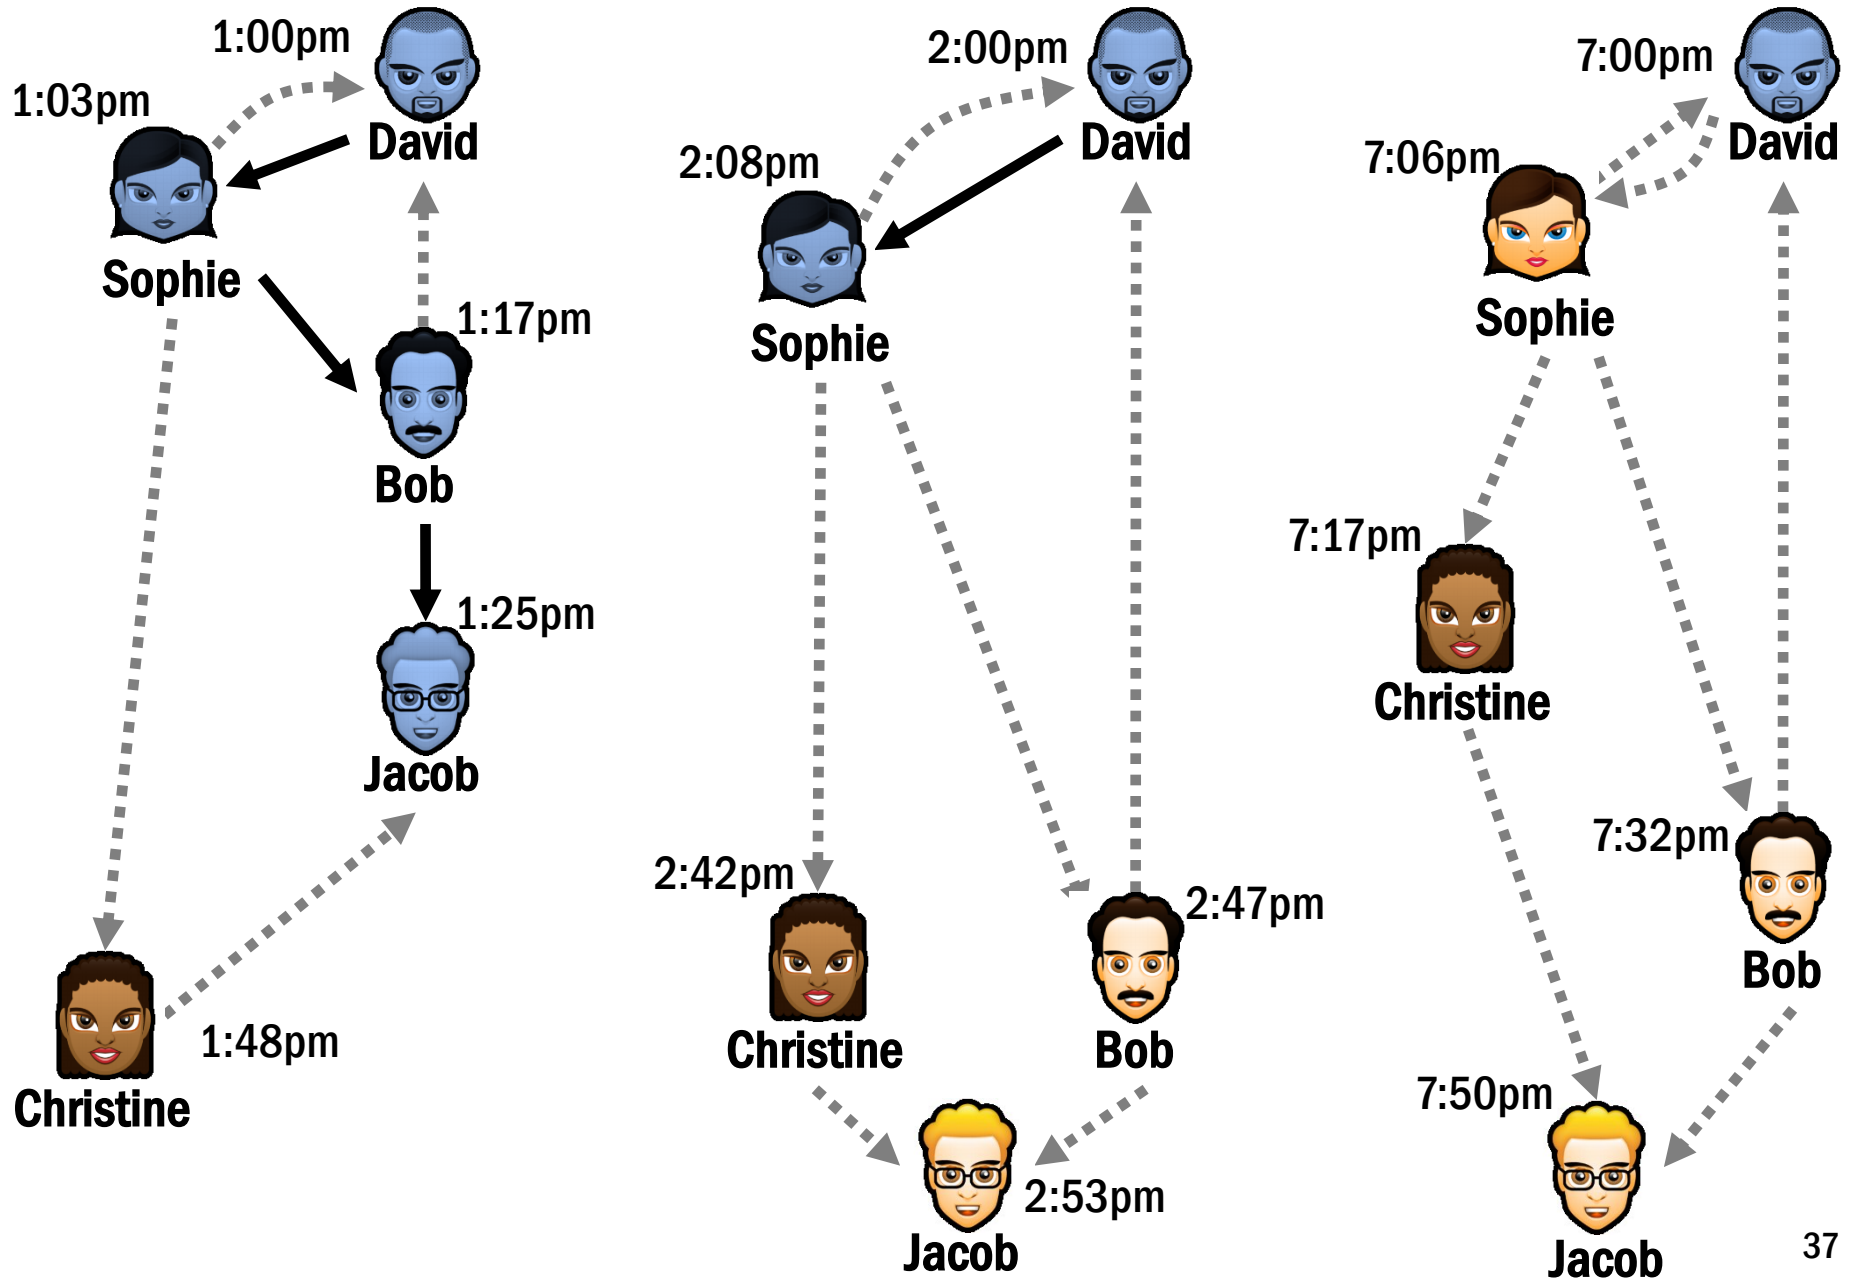 1:00pm
David
1:03pm
Sophie
1:17pm
Bob
1:25pm
Jacob
1:48pm
Christine
2:00pm
David
2:08pm
Sophie
2:42pm
Christine
2:47pm
Bob
2:53pm
Jacob
7:00pm
David
7:06pm
Sophie
7:17pm
Christine
7:32pm
Bob
7:50pm
Jacob
37